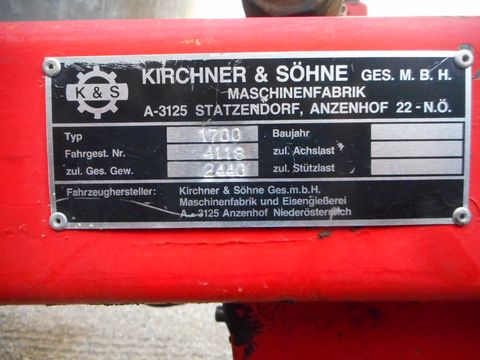 K & S
KIRCHNER & SÖHNE GES. M. B. H.
MASCHINENFABRIK
A-3125 STATZENDORF, ANZENHOF 22 - N.Ö.
Typ 1700 Baujahr
Fahrgest. Nr. 4118 zul. Achslast
zul. Ges. Gew. 2440 zul. Stützlast
Fahrzeughersteller: Kirchner & Söhne Ges.m.b.H.
Maschinenfabrik und Eisengießerei
A - 3125 Anzenhof Niederösterreich